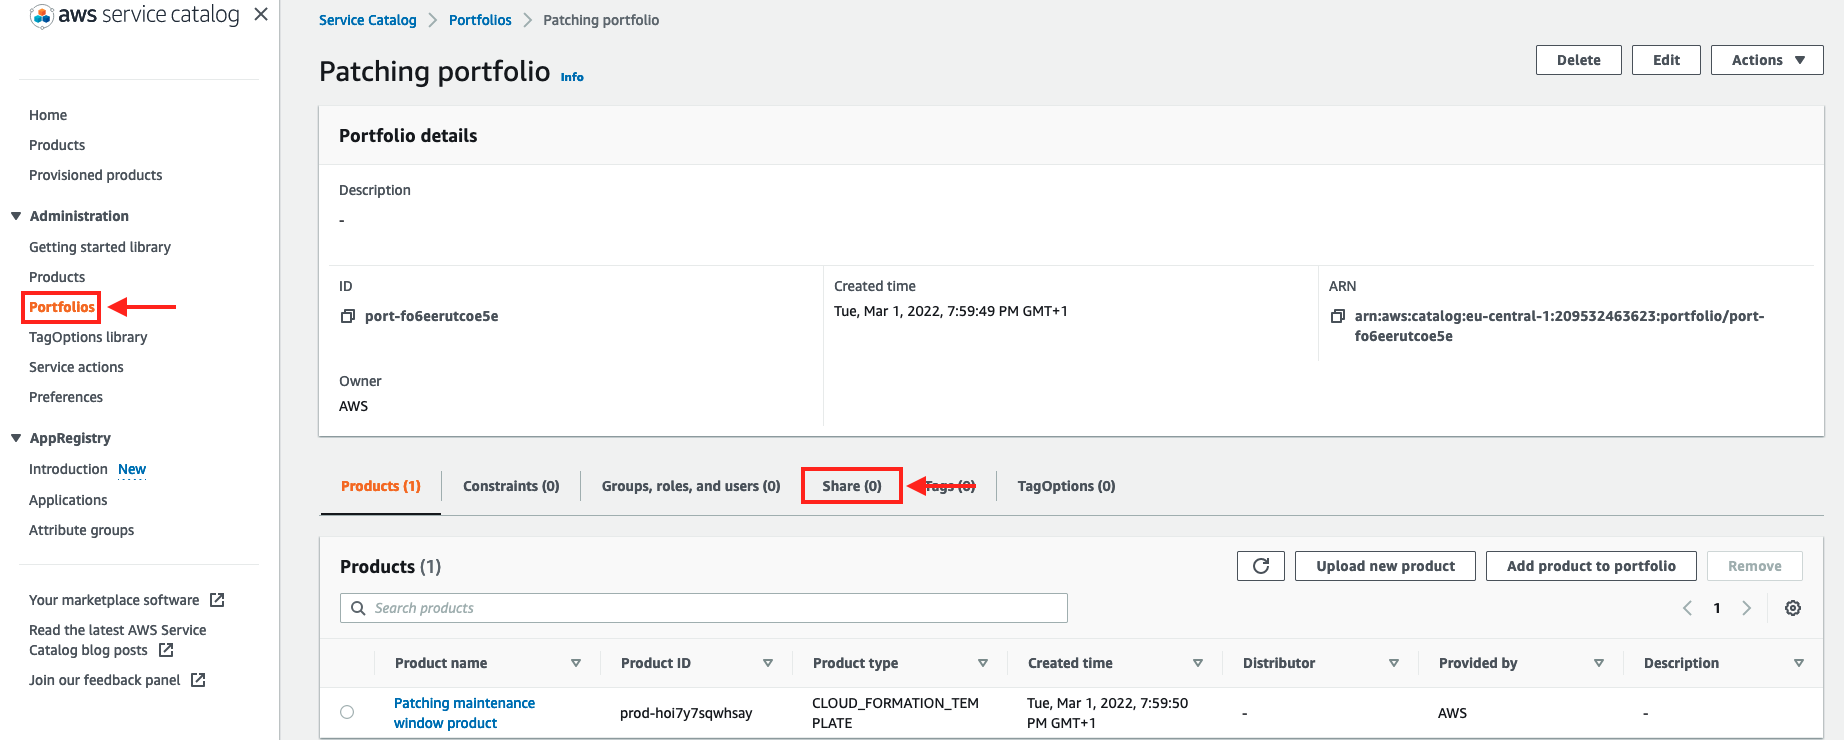 aws service catalog
Home
Products
Provisioned products
Administration
Getting started library
Products
Portfolios
TagOptions library
Service actions
Preferences
AppRegistry
Introduction New
Applications
Attribute groups
Your marketplace software
Read the latest AWS Service
Catalog blog posts
Join our feedback panel
Service Catalog Portfolios Patching portfolio
Patching portfolio Info
Delete Edit Actions
Portfolio details
Description
-
ID
port-fo6eerutcoe5e
Created time
Tue, Mar 1, 2022, 7:59:49 PM GMT+1
ARN
arn:aws:catalog:eu-central-1:209532463623:portfolio/port-
fo6eerutcoe5e
Owner
AWS
Products (1) Constraints (0) Groups, roles, and users (0) Share (0) Tags (0) TagOptions (0)
Products (1)
Upload new product Add product to portfolio Remove
Search products
1
Product name Product ID Product type Created time Distributor Provided by Description
Patching maintenance
window product
prod-hoi7y7sqwhsay
CLOUD_FORMATION_TEM
PLATE
Tue, Mar 1, 2022, 7:59:50
PM GMT+1
-
AWS
-